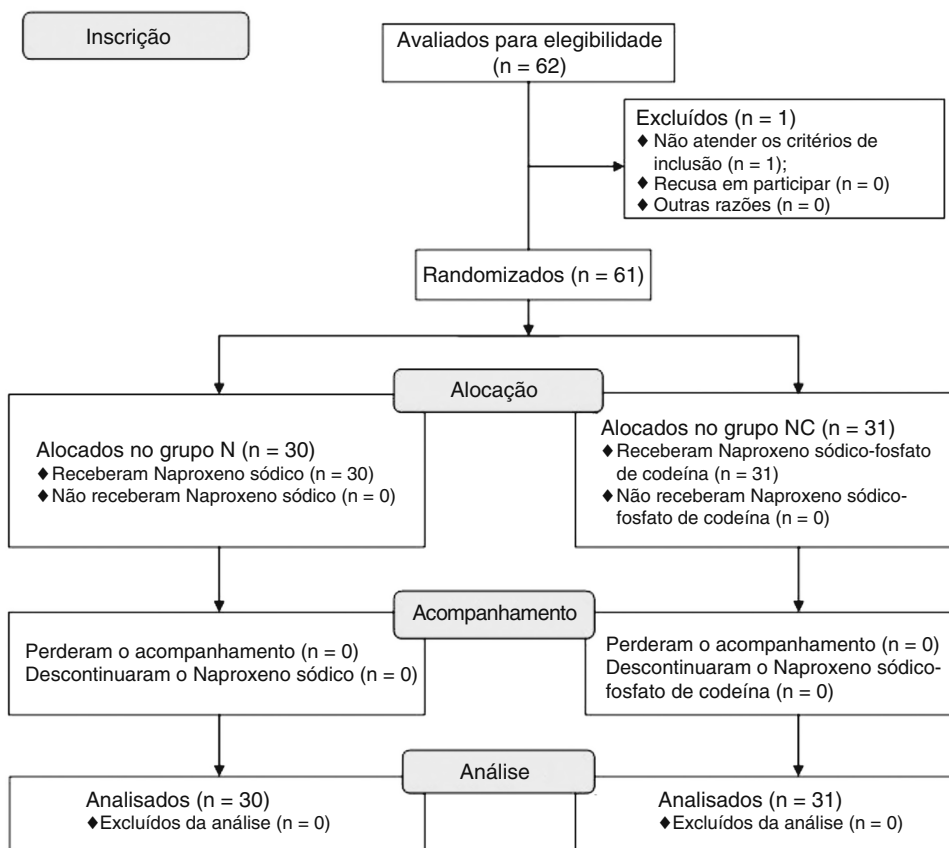 Inscrição
Avaliados para elegibilidade
(n = 62)
Excluídos (n = 1)
♦ Não atender os critérios de
inclusão (n = 1);
♦ Recusa em participar (n = 0)
♦ Outras razões (n = 0)
Randomizados (n = 61)
Alocação
Alocados no grupo N (n = 30)
♦ Receberam Naproxeno sódico (n = 30)
♦ Não receberam Naproxeno sódico (n = 0)
Alocados no grupo NC (n = 31)
♦ Receberam Naproxeno sódico-fosfato
de codeína (n = 31)
♦ Não receberam Naproxeno sódico-
fosfato de codeína (n = 0)
Acompanhamento
Perderam o acompanhamento (n = 0)
Descontinuaram o Naproxeno sódico (n = 0)
Perderam o acompanhamento (n = 0)
Descontinuaram o Naproxeno sódico-
fosfato de codeína (n = 0)
Análise
Analisados (n = 30)
♦Excluídos da análise (n = 0)
Analisados (n = 31)
♦Excluídos da análise (n = 0)